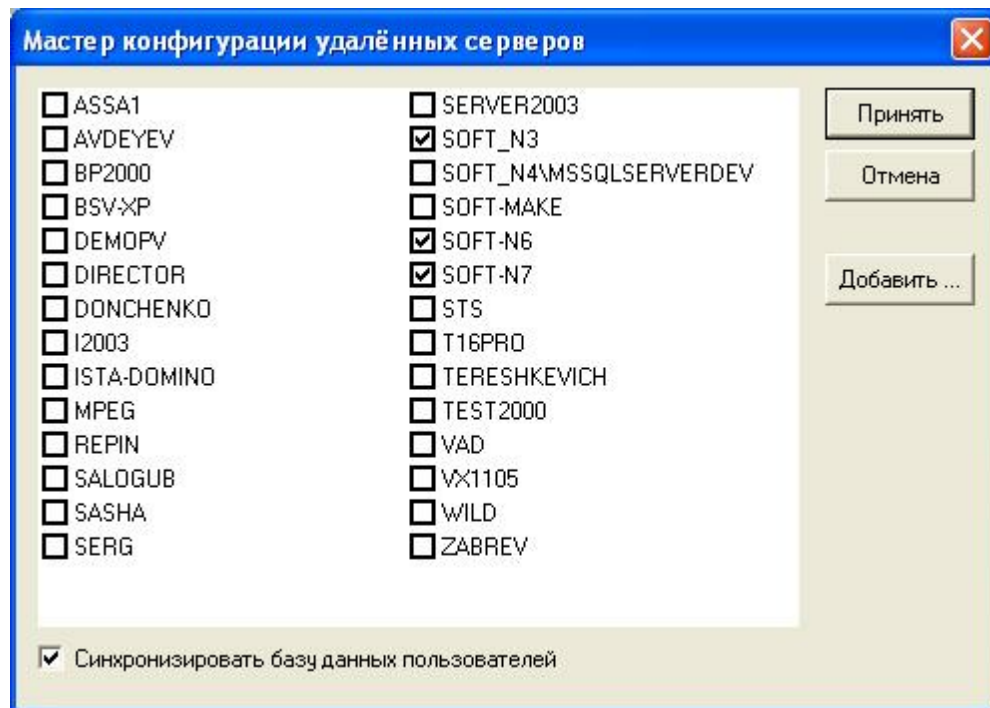 Мастер конфигурации удалённых серверов
ASSA1
AVDEYEV
BP2000
BSV-XP
DEMOPV
DIRECTOR
DONCHENKO
I2003
ISTA-DOMINO
MPEG
REPIN
SALOGUB
SASHA
SERG
SERVER2003
SOFT_N3
SOFT_N4\MSSQLSERVERDEV
SOFT-MAKE
SOFT-N6
SOFT-N7
STS
T16PRO
TERESHKEVICH
TEST2000
VAD
VX1105
WILD
ZABREV
Принять
Отмена
Добавить ...
Синхронизировать базу данных пользователей